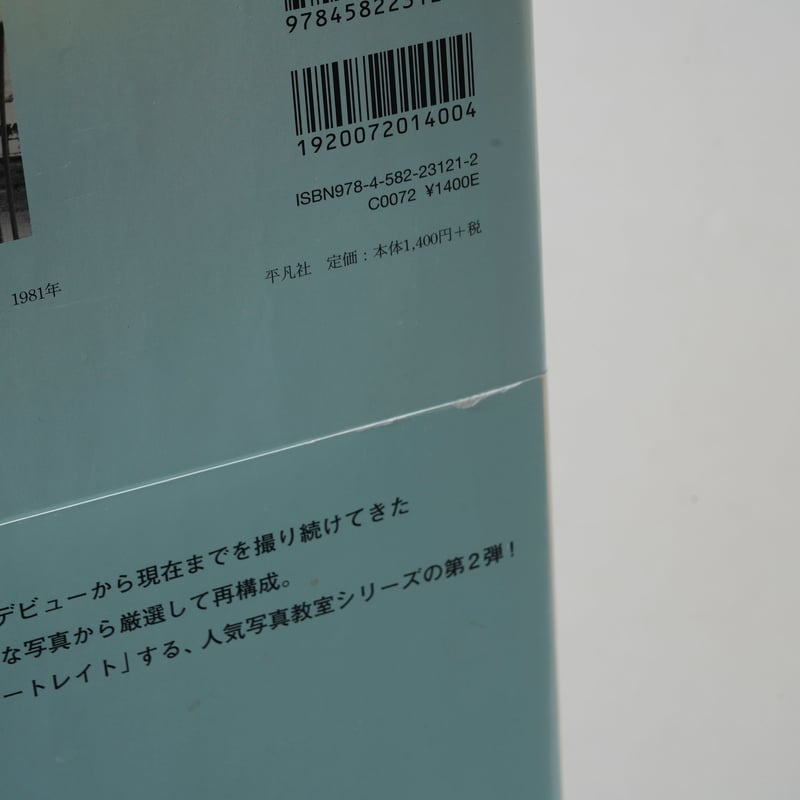 1920072014004
ISBN978-4-582-23121-2
C0072 ¥1400E
平凡社 定価：本体1,400円＋税
1981年
デビューから現在までを撮り続けてきた
な写真から厳選して再構成。
ートレイト」する、人気写真教室シリーズの第2弾！